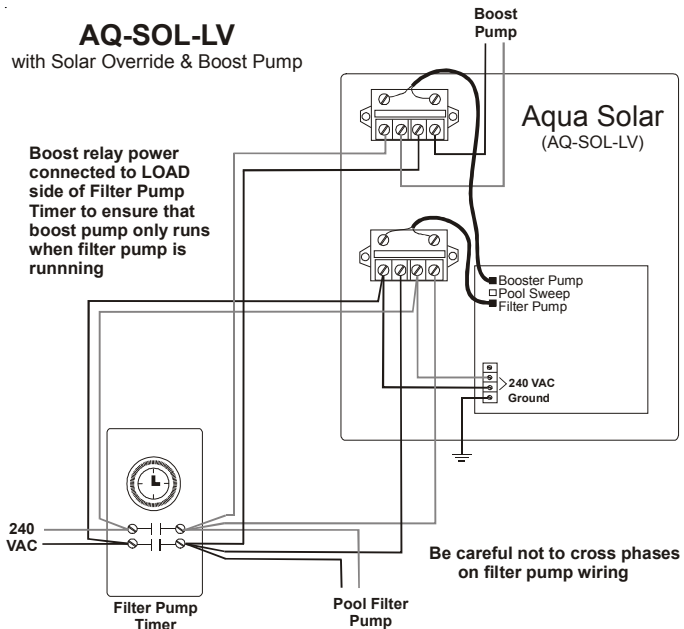 AQ-SOL-LV
with Solar Override & Boost Pump
Boost
Pump
Aqua Solar
(AQ-SOL-LV)
Boost relay power
connected to LOAD
side of Filter Pump
Timer to ensure that
boost pump only runs
when filter pump is
runnning
Booster Pump
Pool Sweep
Filter Pump
240 VAC
Ground
240
VAC
Be careful not to cross phases
on filter pump wiring
Filter Pump
Timer
Pool Filter
Pump